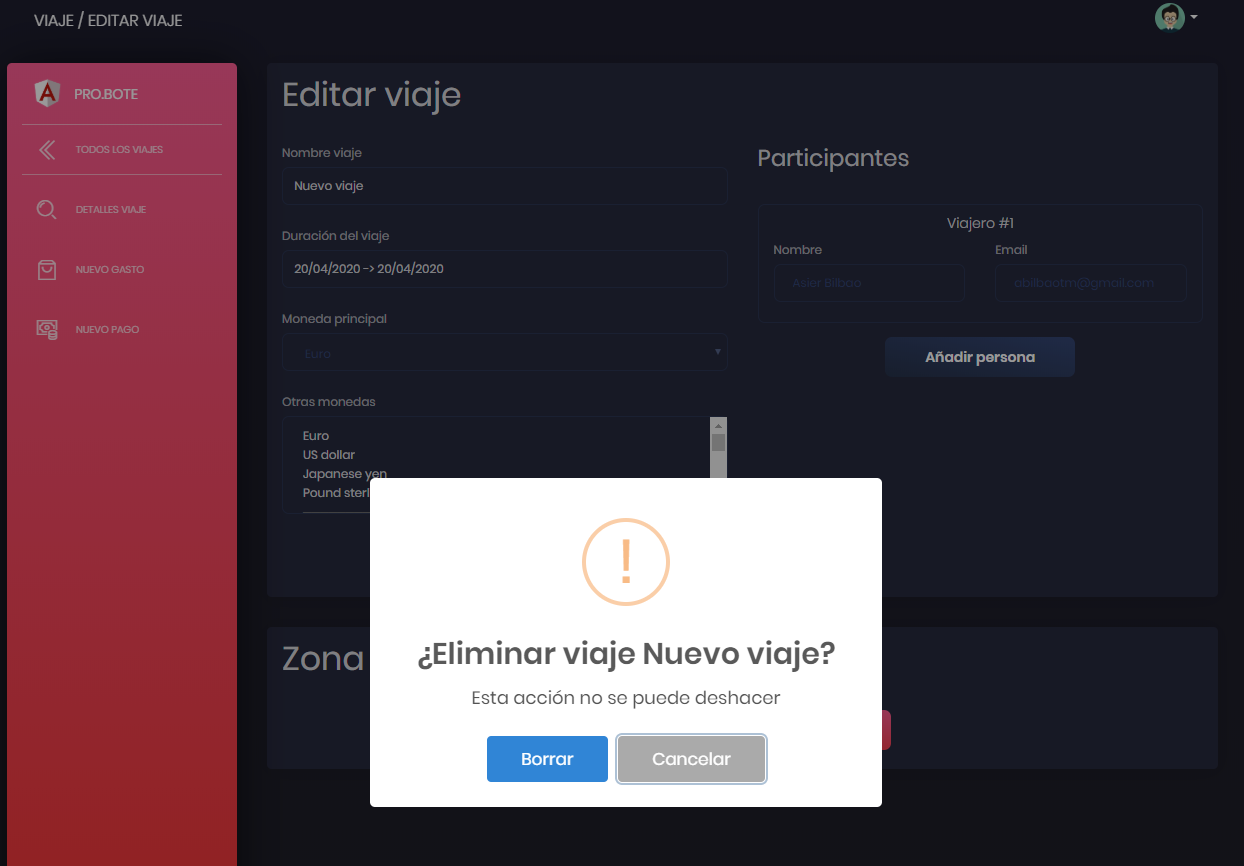 VIAJE / EDITAR VIAJE
PRO.BOTE
TODOS LOS VIAJES
DETALLES VIAJE
NUEVO GASTO
NUEVO PAGO
Editar viaje
Nombre viaje
Nuevo viaje
Duración del viaje
20/04/2020 -> 20/04/2020
Moneda principal
Euro
Otras monedas
Euro
US dollar
Japanese yen
Pound sterl
Participantes
Viajero #1
Nombre
Email
Asier Bilbao
abilbaotm@gmail.com
Añadir persona
Zona
!
¿Eliminar viaje Nuevo viaje?
Esta acción no se puede deshacer
Borrar
Cancelar